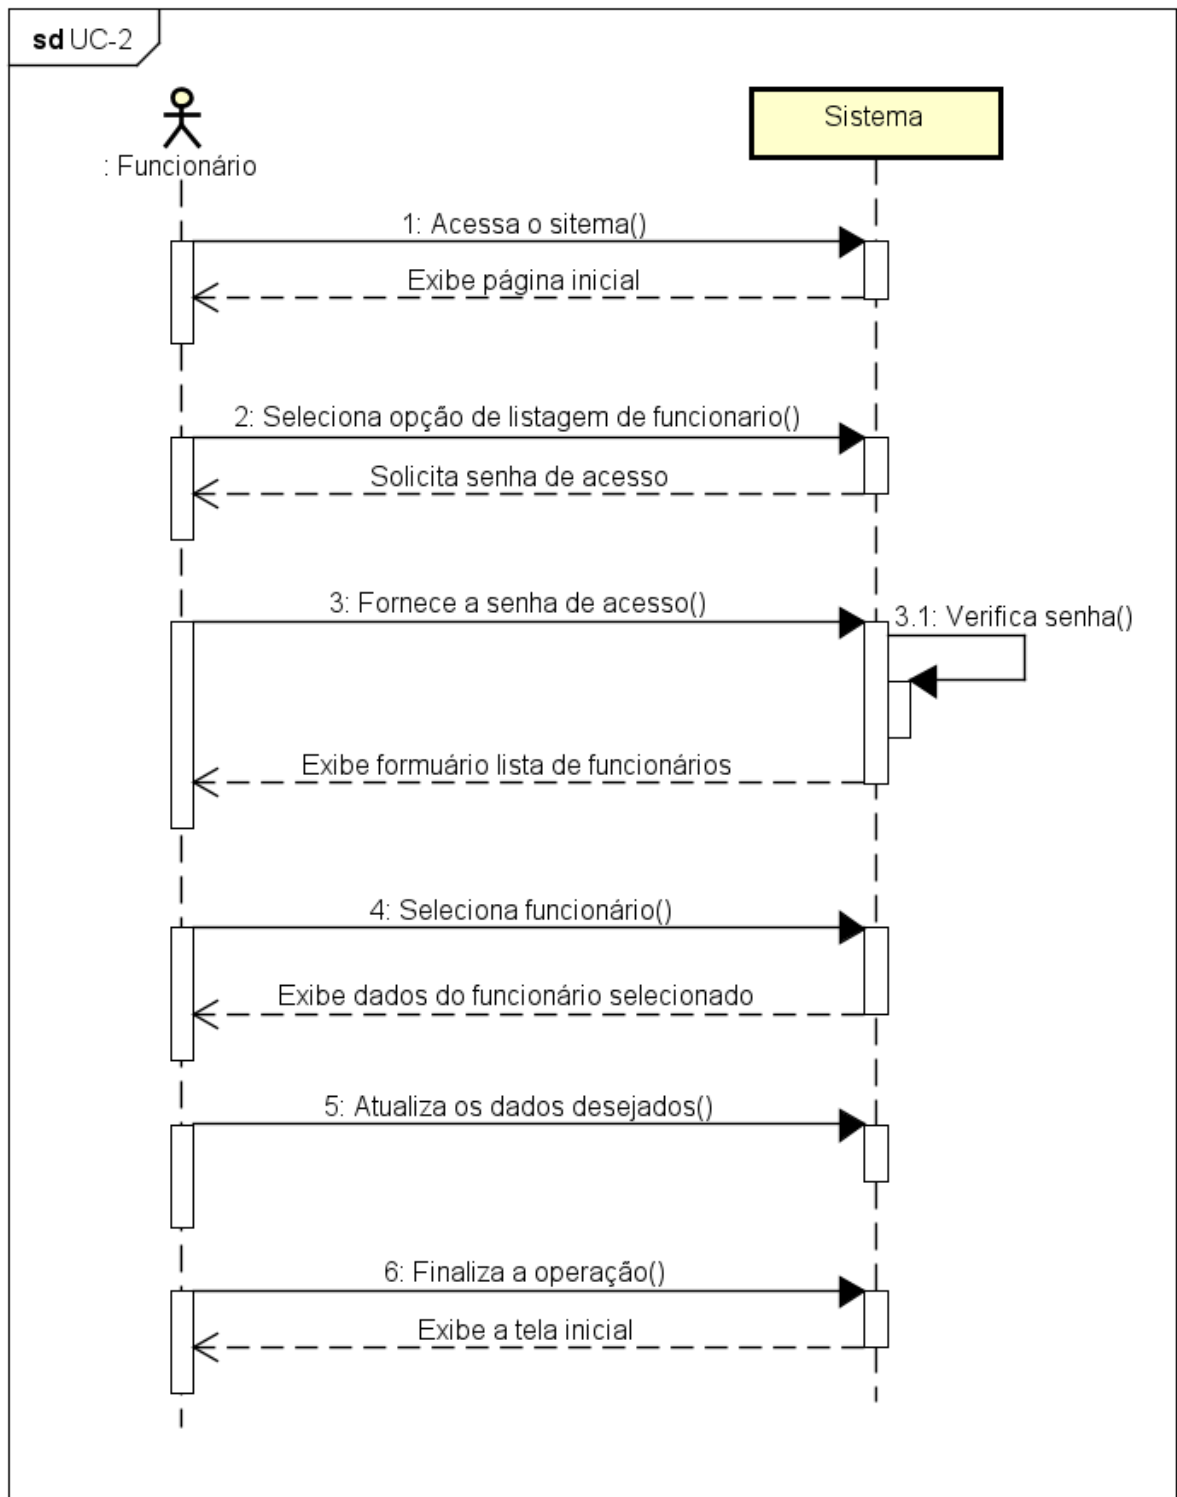 sd UC-2
Sistema
: Funcionário
1: Acessa o sitema()
Exibe página inicial
2: Seleciona opção de listagem de funcionario()
Solicita senha de acesso
3: Fornece a senha de acesso()
3.1: Verifica senha()
Exibe formuário lista de funcionários
4: Seleciona funcionário()
Exibe dados do funcionário selecionado
5: Atualiza os dados desejados()
6: Finaliza a operação()
Exibe a tela inicial